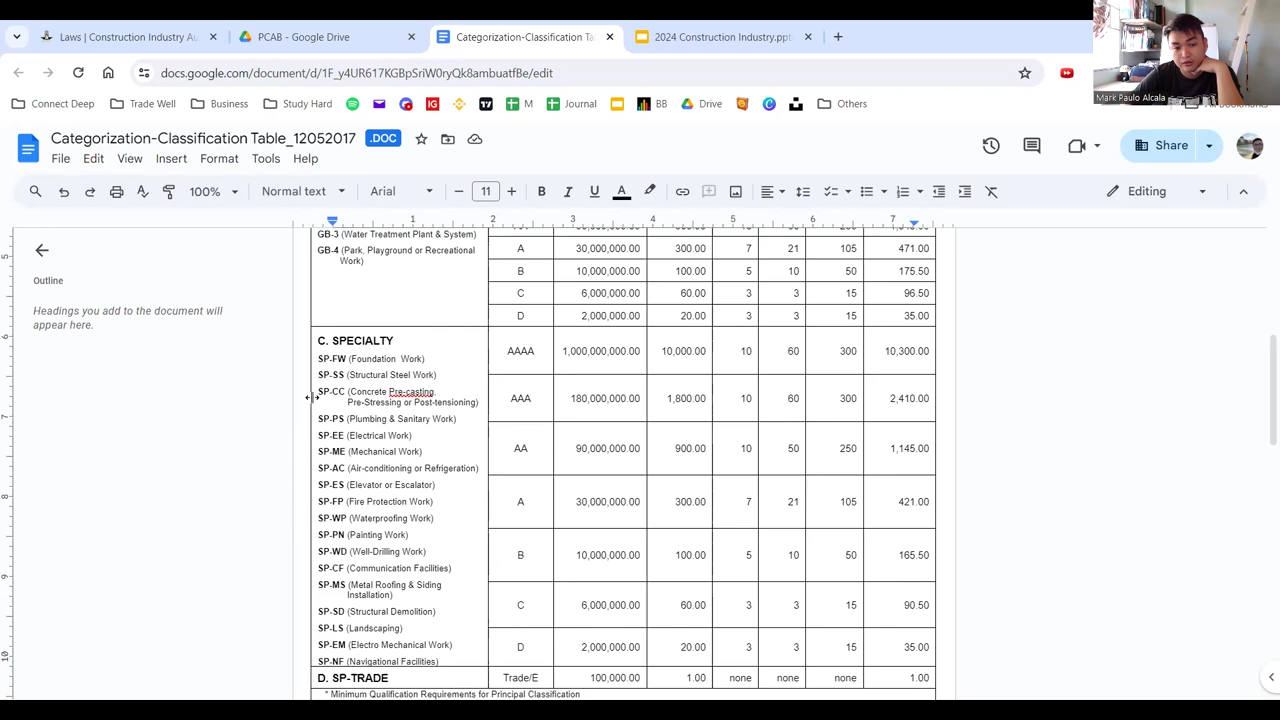 Laws | Construction Industry Au
PCAB - Google Drive
Categorization-Classification Ta
2024 Construction Industry.ppt
docs.google.com/document/d/1F_y4UR617KGBpSriW0ryQk8ambuatfBe/edit
Connect Deep
Trade Well
Business
Study Hard
IG
17
M
Journal
BB
Drive
Others
Mark Paulo Alcala
Categorization-Classification Table_12052017
.DOC
File Edit View Insert Format Tools Help
Share
100%
Normal text
Arial
11
Editing
1 2 3 4 5 6 7
Outline
Headings you add to the document will
appear here.
GB-3 (Water Treatment Plant & System)
GB-4 (Park, Playground or Recreational
Work)
A 30,000,000.00 300.00 7 21 105 471.00
B 10,000,000.00 100.00 5 10 50 175.50
C 6,000,000.00 60.00 3 3 15 96.50
D 2,000,000.00 20.00 3 3 15 35.00
C. SPECIALTY
SP-FW (Foundation Work)
SP-SS (Structural Steel Work)
SP-CC (Concrete Pre-casting,
Pre-Stressing or Post-tensioning)
SP-PS (Plumbing & Sanitary Work)
SP-EE (Electrical Work)
SP-ME (Mechanical Work)
SP-AC (Air-conditioning or Refrigeration)
SP-ES (Elevator or Escalator)
SP-FP (Fire Protection Work)
SP-WP (Waterproofing Work)
SP-PN (Painting Work)
SP-WD (Well-Drilling Work)
SP-CF (Communication Facilities)
SP-MS (Metal Roofing & Siding
Installation)
SP-SD (Structural Demolition)
SP-LS (Landscaping)
SP-EM (Electro Mechanical Work)
SP-NF (Navigational Facilities)
AAAA 1,000,000,000.00 10,000.00 10 60 300 10,300.00
AAA 180,000,000.00 1,800.00 10 60 300 2,410.00
AA 90,000,000.00 900.00 10 50 250 1,145.00
A 30,000,000.00 300.00 7 21 105 421.00
B 10,000,000.00 100.00 5 10 50 165.50
C 6,000,000.00 60.00 3 3 15 90.50
D 2,000,000.00 20.00 3 3 15 35.00
D. SP-TRADE Trade/E 100,000.00 1.00 none none none 1.00
* Minimum Qualification Requirements for Principal Classification
5
6
7
8
9
10